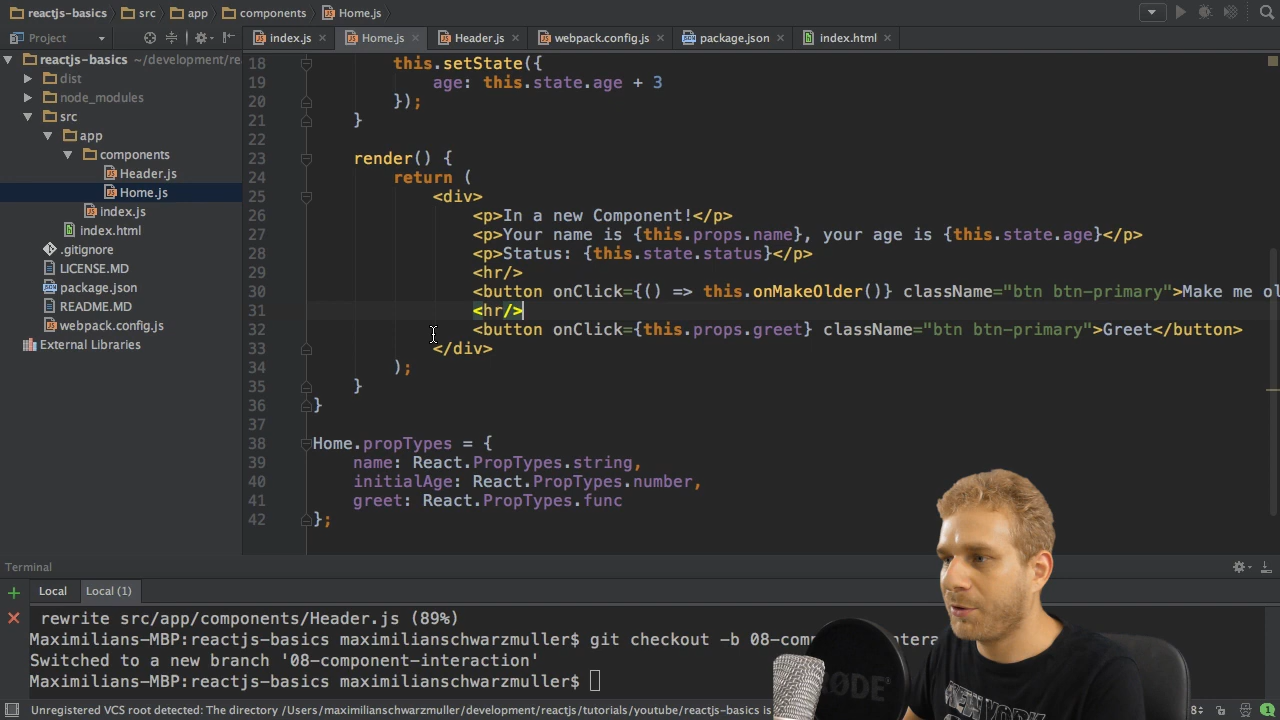 reactjs-basics src app components Home.js
Project
index.js Home.js Header.js webpack.config.js package.json index.html
reactjs-basics ~/development/re
dist
node_modules
src
app
components
Header.js
Home.js
index.js
index.html
.gitignore
LICENSE.MD
package.json
README.MD
webpack.config.js
External Libraries
18 this.setState({
19 age: this.state.age + 3
20 });
21 }
22
23 render() {
24 return (
25 <div>
26 <p>In a new Component!</p>
27 <p>Your name is {this.props.name}, your age is {this.state.age}</p>
28 <p>Status: {this.state.status}</p>
29 <hr/>
30 <button onClick={() => this.onMakeOlder()} className="btn btn-primary">Make me ol
31 <hr/>
32 <button onClick={this.props.greet} className="btn btn-primary">Greet</button>
33 </div>
34 );
35 }
36 }
37
38 Home.propTypes = {
39 name: React.PropTypes.string,
40 initialAge: React.PropTypes.number,
41 greet: React.PropTypes.func
42 };
Terminal
Local Local (1)
rewrite src/app/components/Header.js (89%)
Maximilians-MBP:reactjs-basics maximilianschwarzmuller$ git checkout -b 08-com intera
Switched to a new branch '08-component-interaction'
Maximilians-MBP:reactjs-basics maximilianschwarzmuller$
Unregistered VCS root detected: The directory /Users/maximilianschwarzmuller/development/reactjs/tutorials/youtube/reactjs-basics is
8÷
1
RØDE
NEW YORK